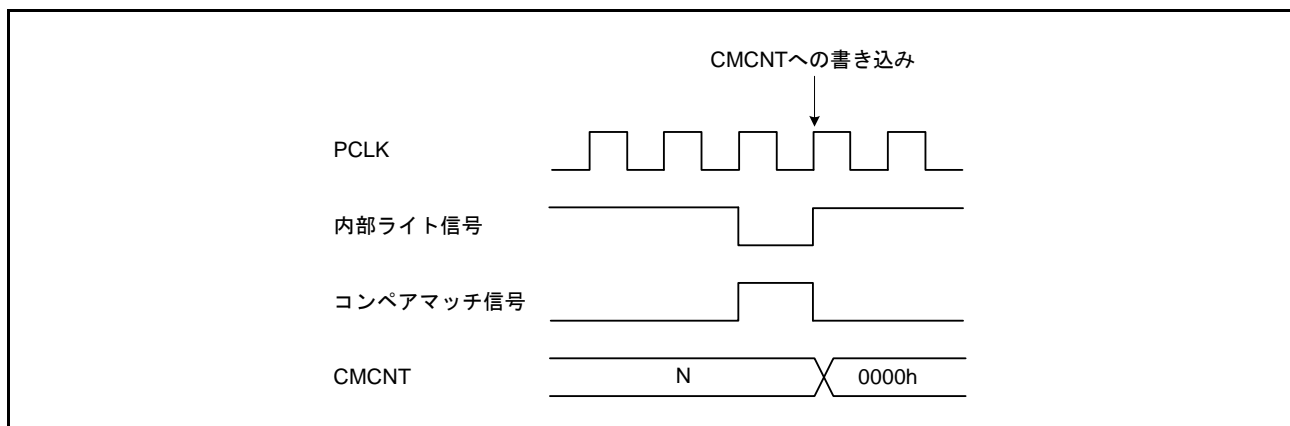 CMCNTへの書き込み
PCLK
内部ライト信号
コンペアマッチ信号
CMCNT
N
0000h